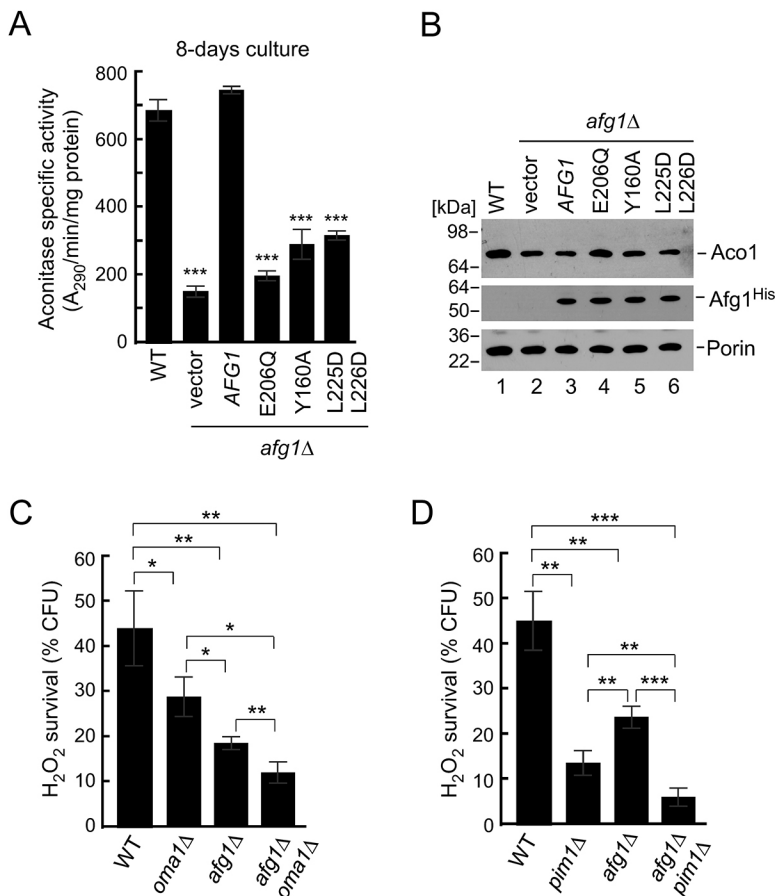 A
8-days culture
Aconitase specific activity
(A290/min/mg protein)
800
600
400
300
200
0
***
***
***
***
WT
vector
AFG1
E206Q
Y160A
L225D
L226D
afg1Δ
B
afg1Δ
WT
vector
AFG1
E206Q
Y160A
L225D
L226D
[kDa]
98
64
Aco1
64
50
Afg1His
36
22
Porin
1 2 3 4 5 6
C
H2O2 survival (% CFU)
60
50
40
30
20
10
0
**
**
*
*
*
**
WT
oma1Δ
afg1Δ
afg1Δ
oma1Δ
D
H2O2 survival (% CFU)
60
50
40
30
20
10
0
***
**
**
**
**
***
WT
pim1Δ
afg1Δ
afg1Δ
pim1Δ